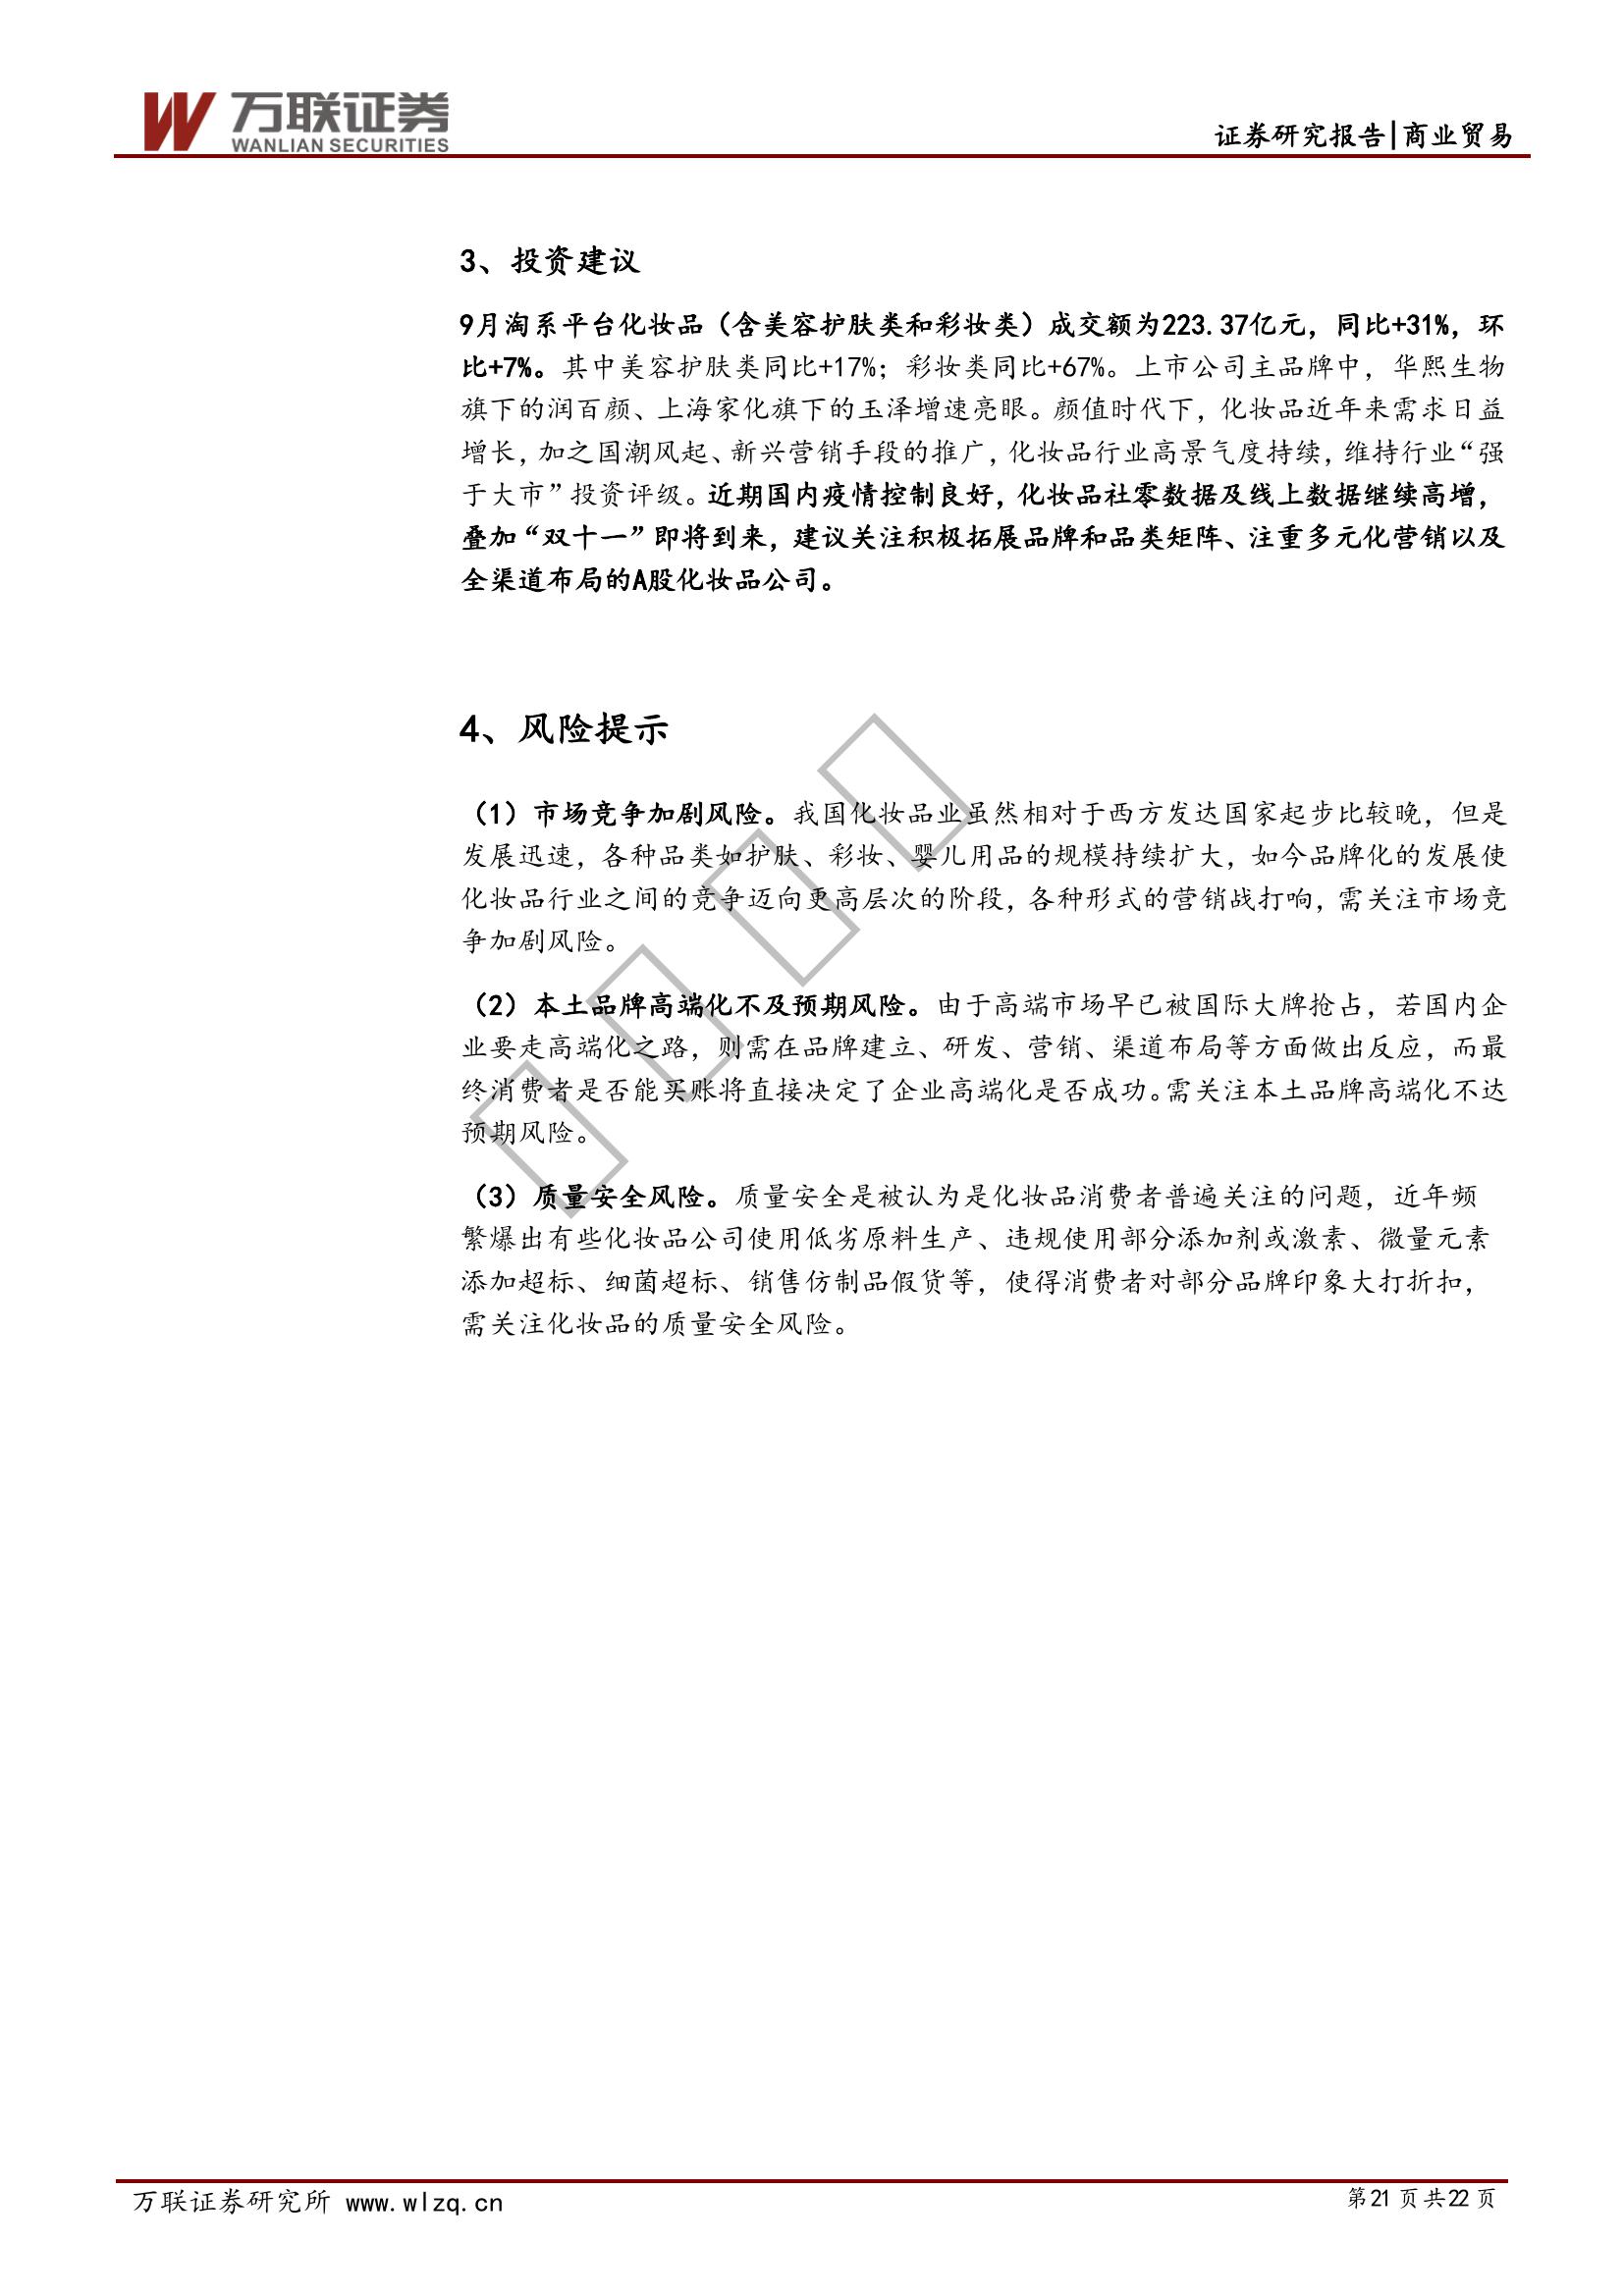 万联证券
WANLIAN SECURITIES
证券研究报告|商业贸易
3、投资建议
9月淘系平台化妆品（含美容护肤类和彩妆类）成交额为223.37亿元，同比+31%，环
比+7%。其中美容护肤类同比+17%；彩妆类同比+67%。上市公司主品牌中，华熙生物
旗下的润百颜、上海家化旗下的玉泽增速亮眼。颜值时代下，化妆品近年来需求日益
增长，加之国潮风起、新兴营销手段的推广，化妆品行业高景气度持续，维持行业“强
于大市”投资评级。近期国内疫情控制良好，化妆品社零数据及线上数据继续高增，
叠加“双十一”即将到来，建议关注积极拓展品牌和品类矩阵、注重多元化营销以及
全渠道布局的A股化妆品公司。
4、风险提示
（1）市场竞争加剧风险。我国化妆品业虽然相对于西方发达国家起步比较晚，但是
发展迅速，各种品类如护肤、彩妆、婴儿用品的规模持续扩大，如今品牌化的发展使
化妆品行业之间的竞争迈向更高层次的阶段，各种形式的营销战打响，需关注市场竞
争加剧风险。
（2）本土品牌高端化不及预期风险。由于高端市场早已被国际大牌抢占，若国内企
业要走高端化之路，则需在品牌建立、研发、营销、渠道布局等方面做出反应，而最
终消费者是否能买账将直接决定了企业高端化是否成功。需关注本土品牌高端化不达
预期风险。
（3）质量安全风险。质量安全是被认为是化妆品消费者普遍关注的问题，近年频
繁爆出有些化妆品公司使用低劣原料生产、违规使用部分添加剂或激素、微量元素
添加超标、细菌超标、销售仿制品假货等，使得消费者对部分品牌印象大打折扣，
需关注化妆品的质量安全风险。
万联证券研究所 www.wlzq.cn
第21 页 共22 页